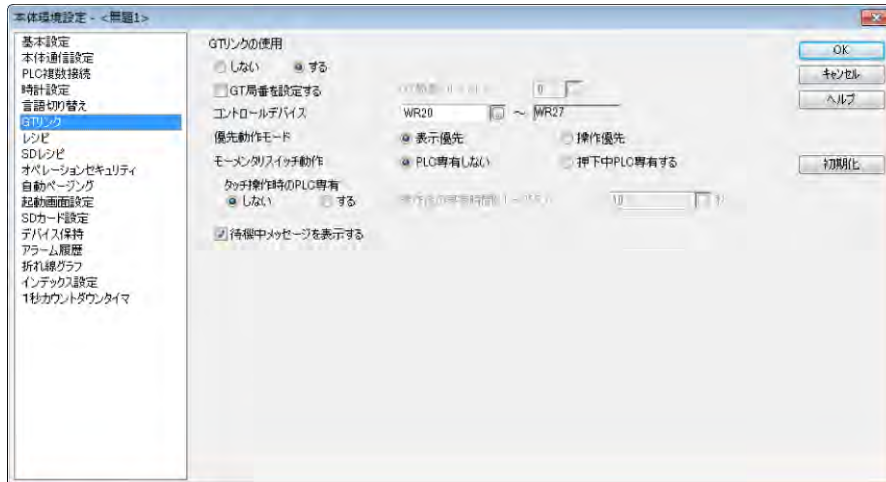 本体環境設定 - <無題1>
基本設定
本体通信設定
PLC複数接続
時計設定
言語切り替え
GTリンク
レシピ
SDレシピ
オペレーションセキュリティ
自動ページング
起動画面設定
SDカード設定
デバイス保持
アラーム履歴
折れ線グラフ
インデックス設定
1秒カウントダウンタイマ
GTリンクの使用
しない する
GT局番を設定する 0
コントロールデバイス WR20 ～ WR27
優先動作モード 表示優先 操作優先
モーメンタリスイッチ動作 PLC専有しない 押下中PLC専有する
タッチ操作時のPLC専有
しない する 10 秒
待機中メッセージを表示する
OK
キャンセル
ヘルプ
初期化